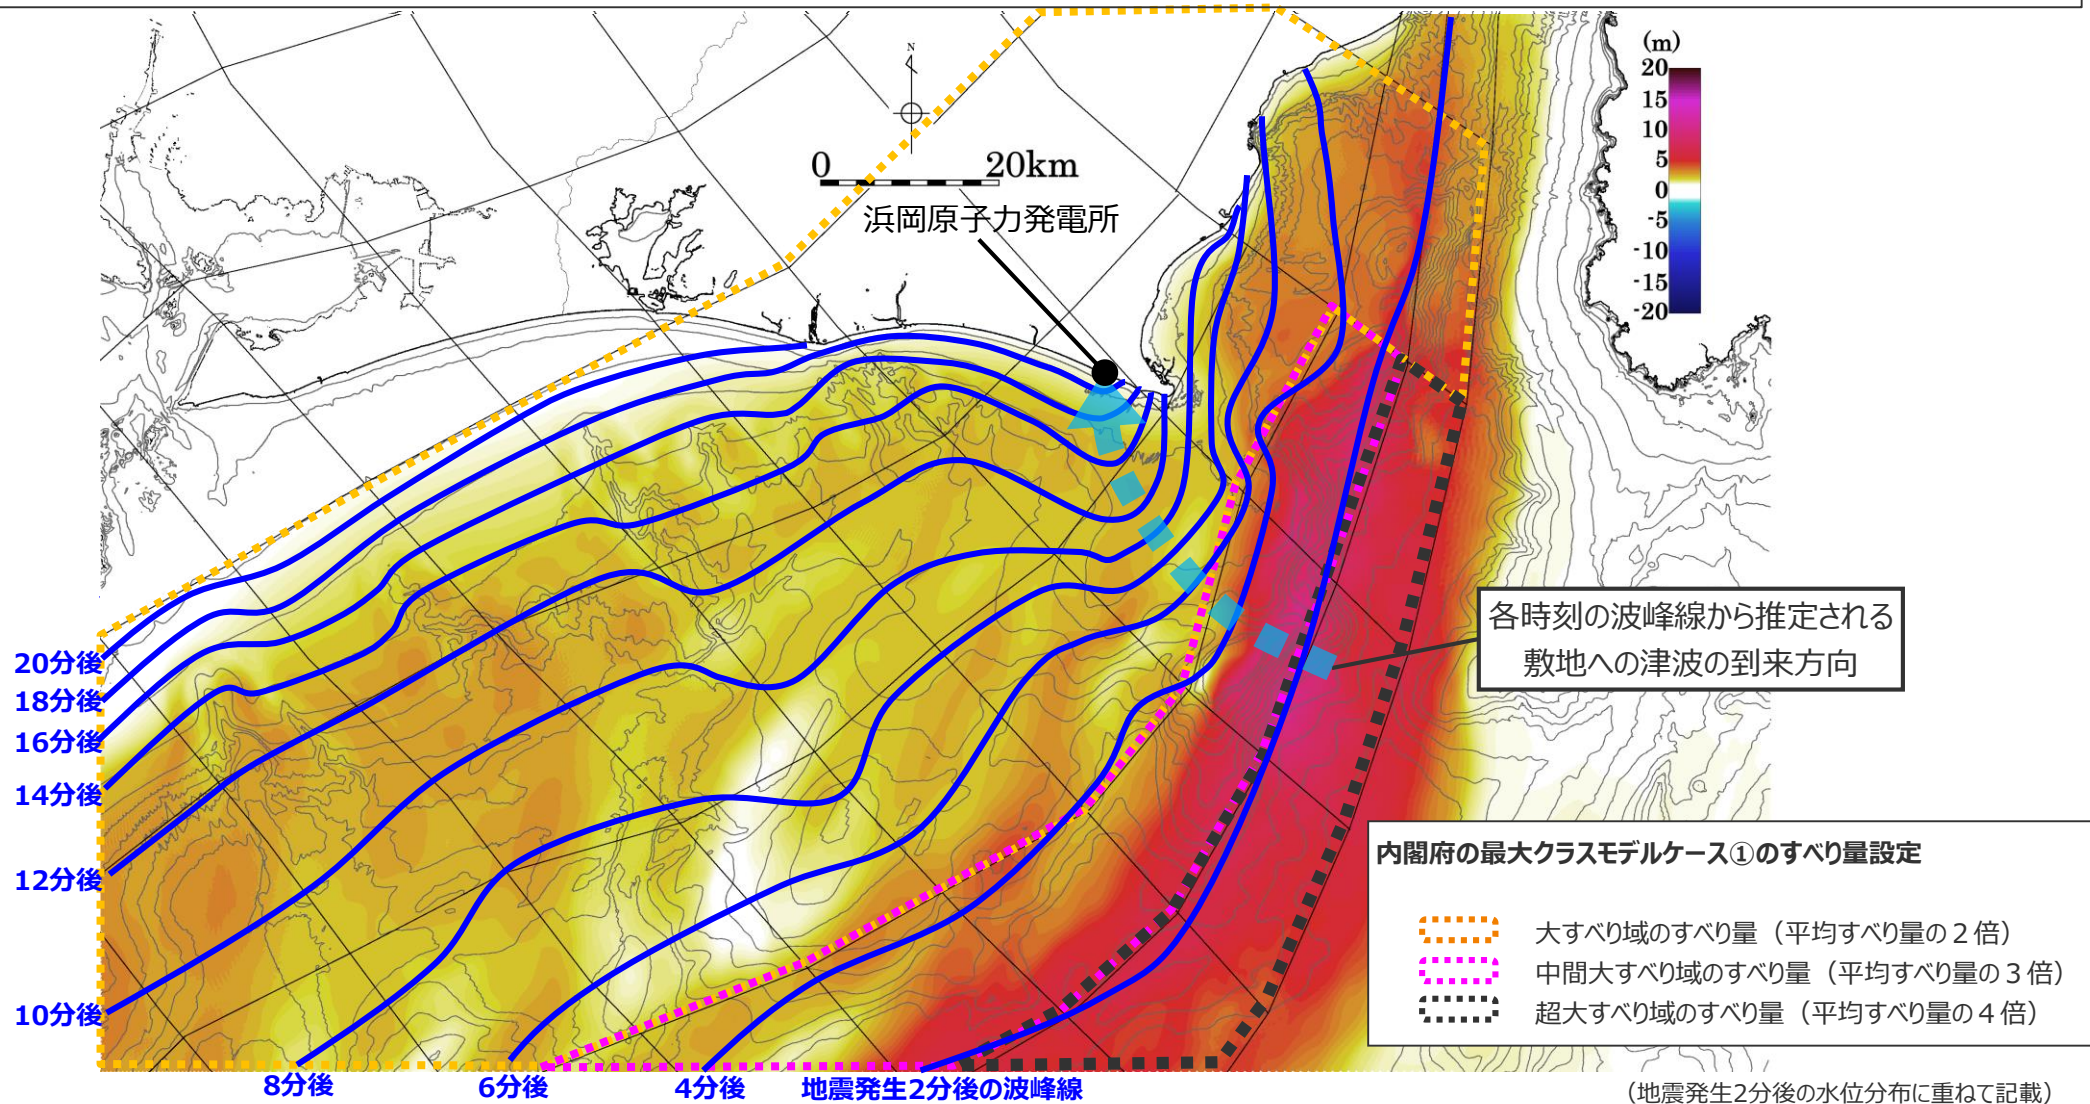 N
0
20km
浜岡原子力発電所
(m)
20
15
10
5
0
-5
-10
-15
-20
各時刻の波峰線から推定される
敷地への津波の到来方向
20分後
18分後
16分後
14分後
12分後
10分後
8分後
6分後
4分後
地震発生2分後の波峰線
内閣府の最大クラスモデルケース①のすべり量設定
大すべり域のすべり量（平均すべり量の２倍）
中間大すべり域のすべり量（平均すべり量の３倍）
超大すべり域のすべり量（平均すべり量の４倍）
（地震発生2分後の水位分布に重ねて記載）